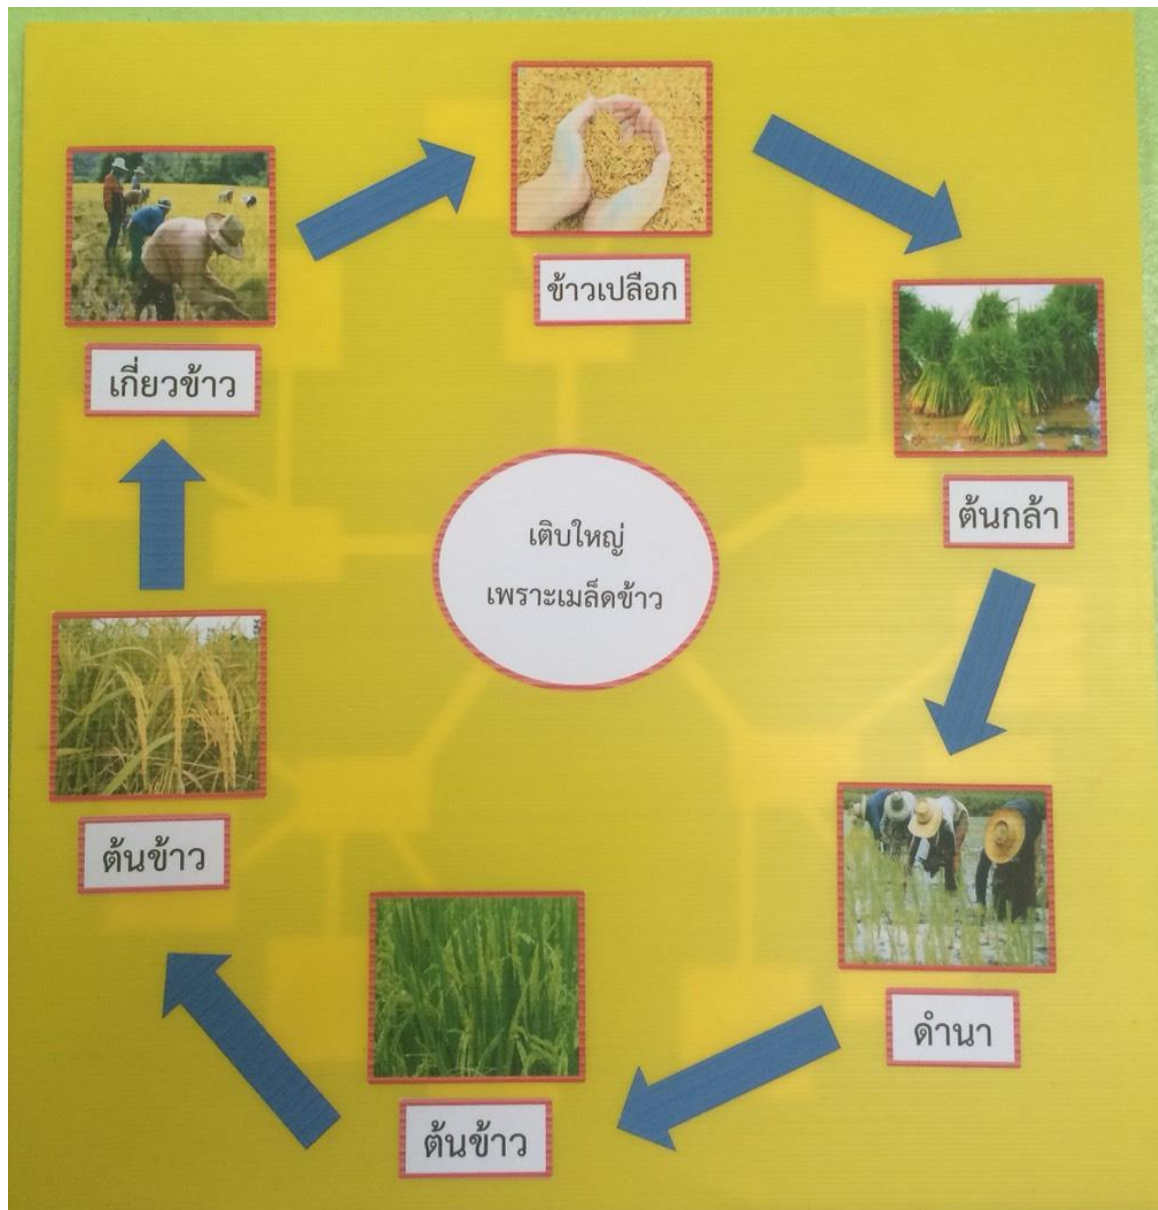 ข้าวเปลือก
ต้นกล้า
ดำนา
ต้นข้าว
ต้นข้าว
เกี่ยวข้าว
เติบใหญ่
เพราะเมล็ดข้าว